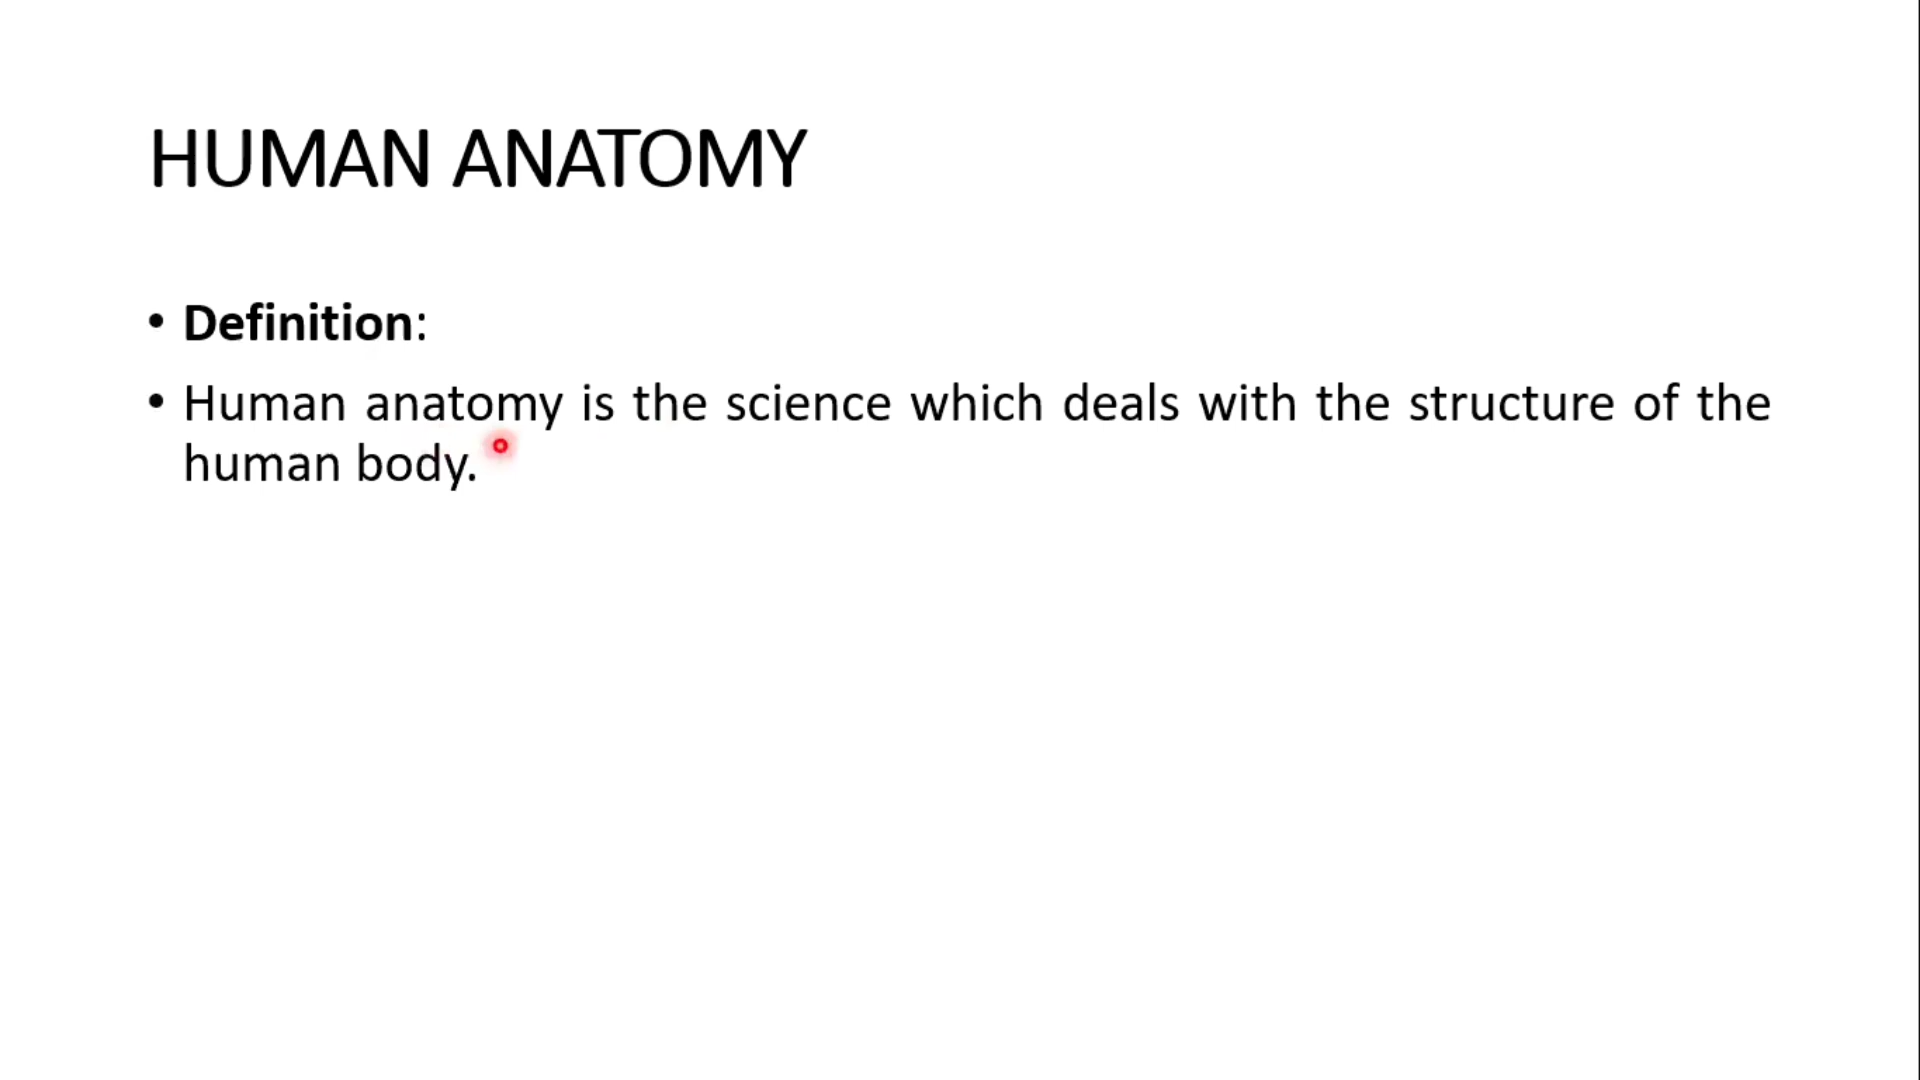 HUMAN ANATOMY
• Definition:
• Human anatomy is the science which deals with the structure of the
human body.